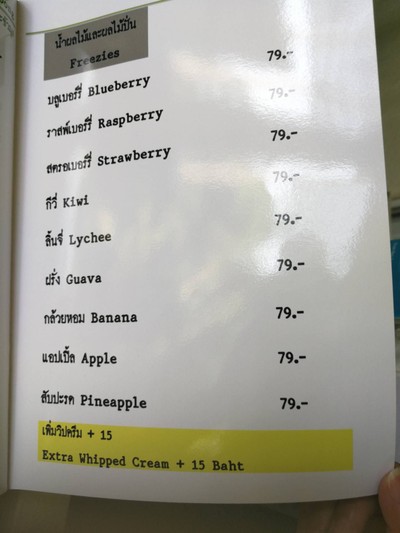 น้ำผลไม้และผลไม้ปั่น
Freezies
บลูเบอร์รี่ Blueberry 79.-
ราสพ์เบอร์รี่ Raspberry 79.-
สตรอเบอร์รี่ Strawberry 79.-
กีวี่ Kiwi 79.-
ลิ้นจี่ Lychee 79.-
ฝรั่ง Guava 79.-
กล้วยหอม Banana 79.-
แอปเปิ้ล Apple 79.-
สับปะรด Pineapple 79.-
เพิ่มวิปครีม + 15
Extra Whipped Cream + 15 Baht